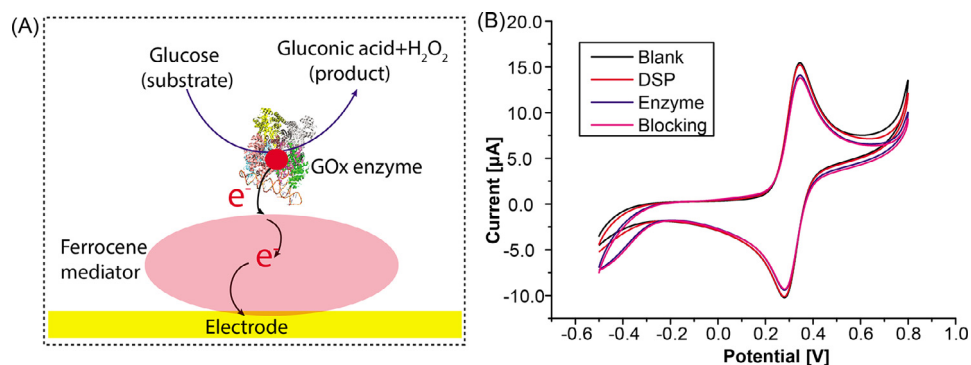 (A)
Glucose
(substrate)
Gluconic acid+H₂O₂
(product)
GOx enzyme
e⁻
Ferrocene
mediator
e⁻
Electrode
(B)
Blank
DSP
Enzyme
Blocking
Current [µA]
20.0
15.0
10.0
5.0
0.0
-5.0
-10.0
-0.6 -0.4 -0.2 0.0 0.2 0.4 0.6 0.8 1.0
Potential [V]